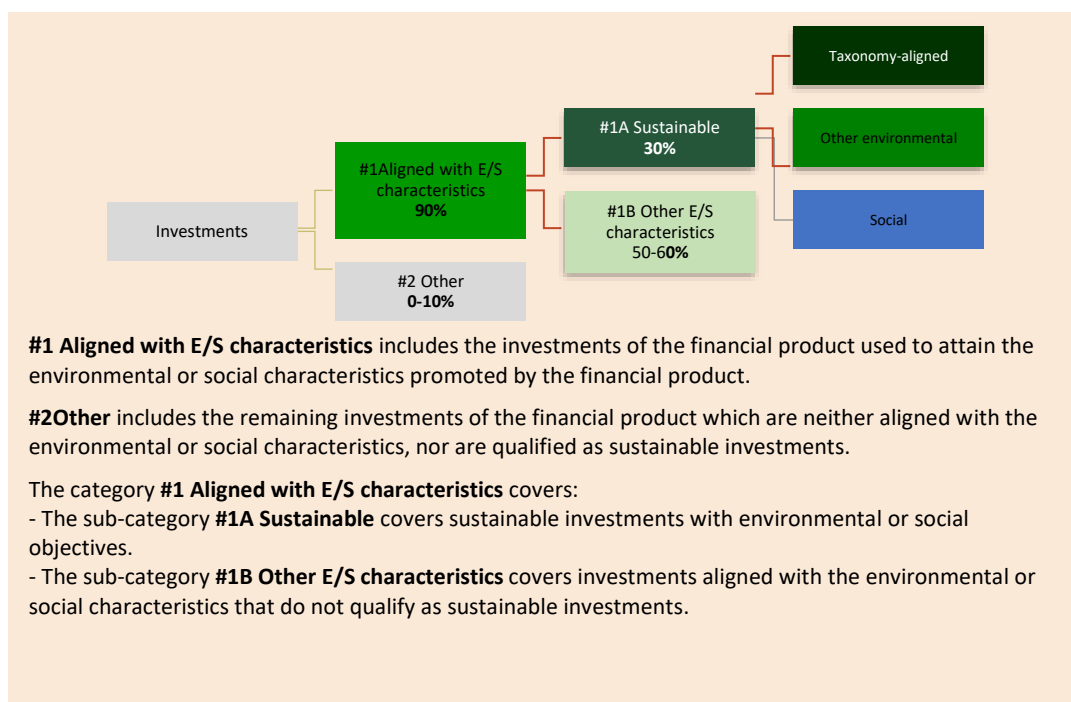 Taxonomy-aligned
#1A Sustainable
30%
Other environmental
#1Aligned with E/S
characteristics
90%
#1B Other E/S
characteristics
50-60%
Social
Investments
#2 Other
0-10%
#1 Aligned with E/S characteristics includes the investments of the financial product used to attain the
environmental or social characteristics promoted by the financial product.
#2Other includes the remaining investments of the financial product which are neither aligned with the
environmental or social characteristics, nor are qualified as sustainable investments.
The category #1 Aligned with E/S characteristics covers:
- The sub-category #1A Sustainable covers sustainable investments with environmental or social
objectives.
- The sub-category #1B Other E/S characteristics covers investments aligned with the environmental or
social characteristics that do not qualify as sustainable investments.